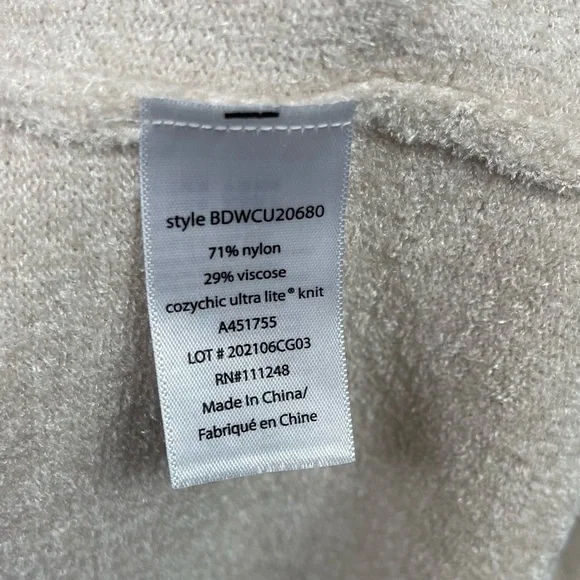 style BDWCU20680
71% nylon
29% viscose
cozychic ultra lite® knit
A451755
LOT # 202106CG03
RN#111248
Made In China/
Fabriqué en Chine